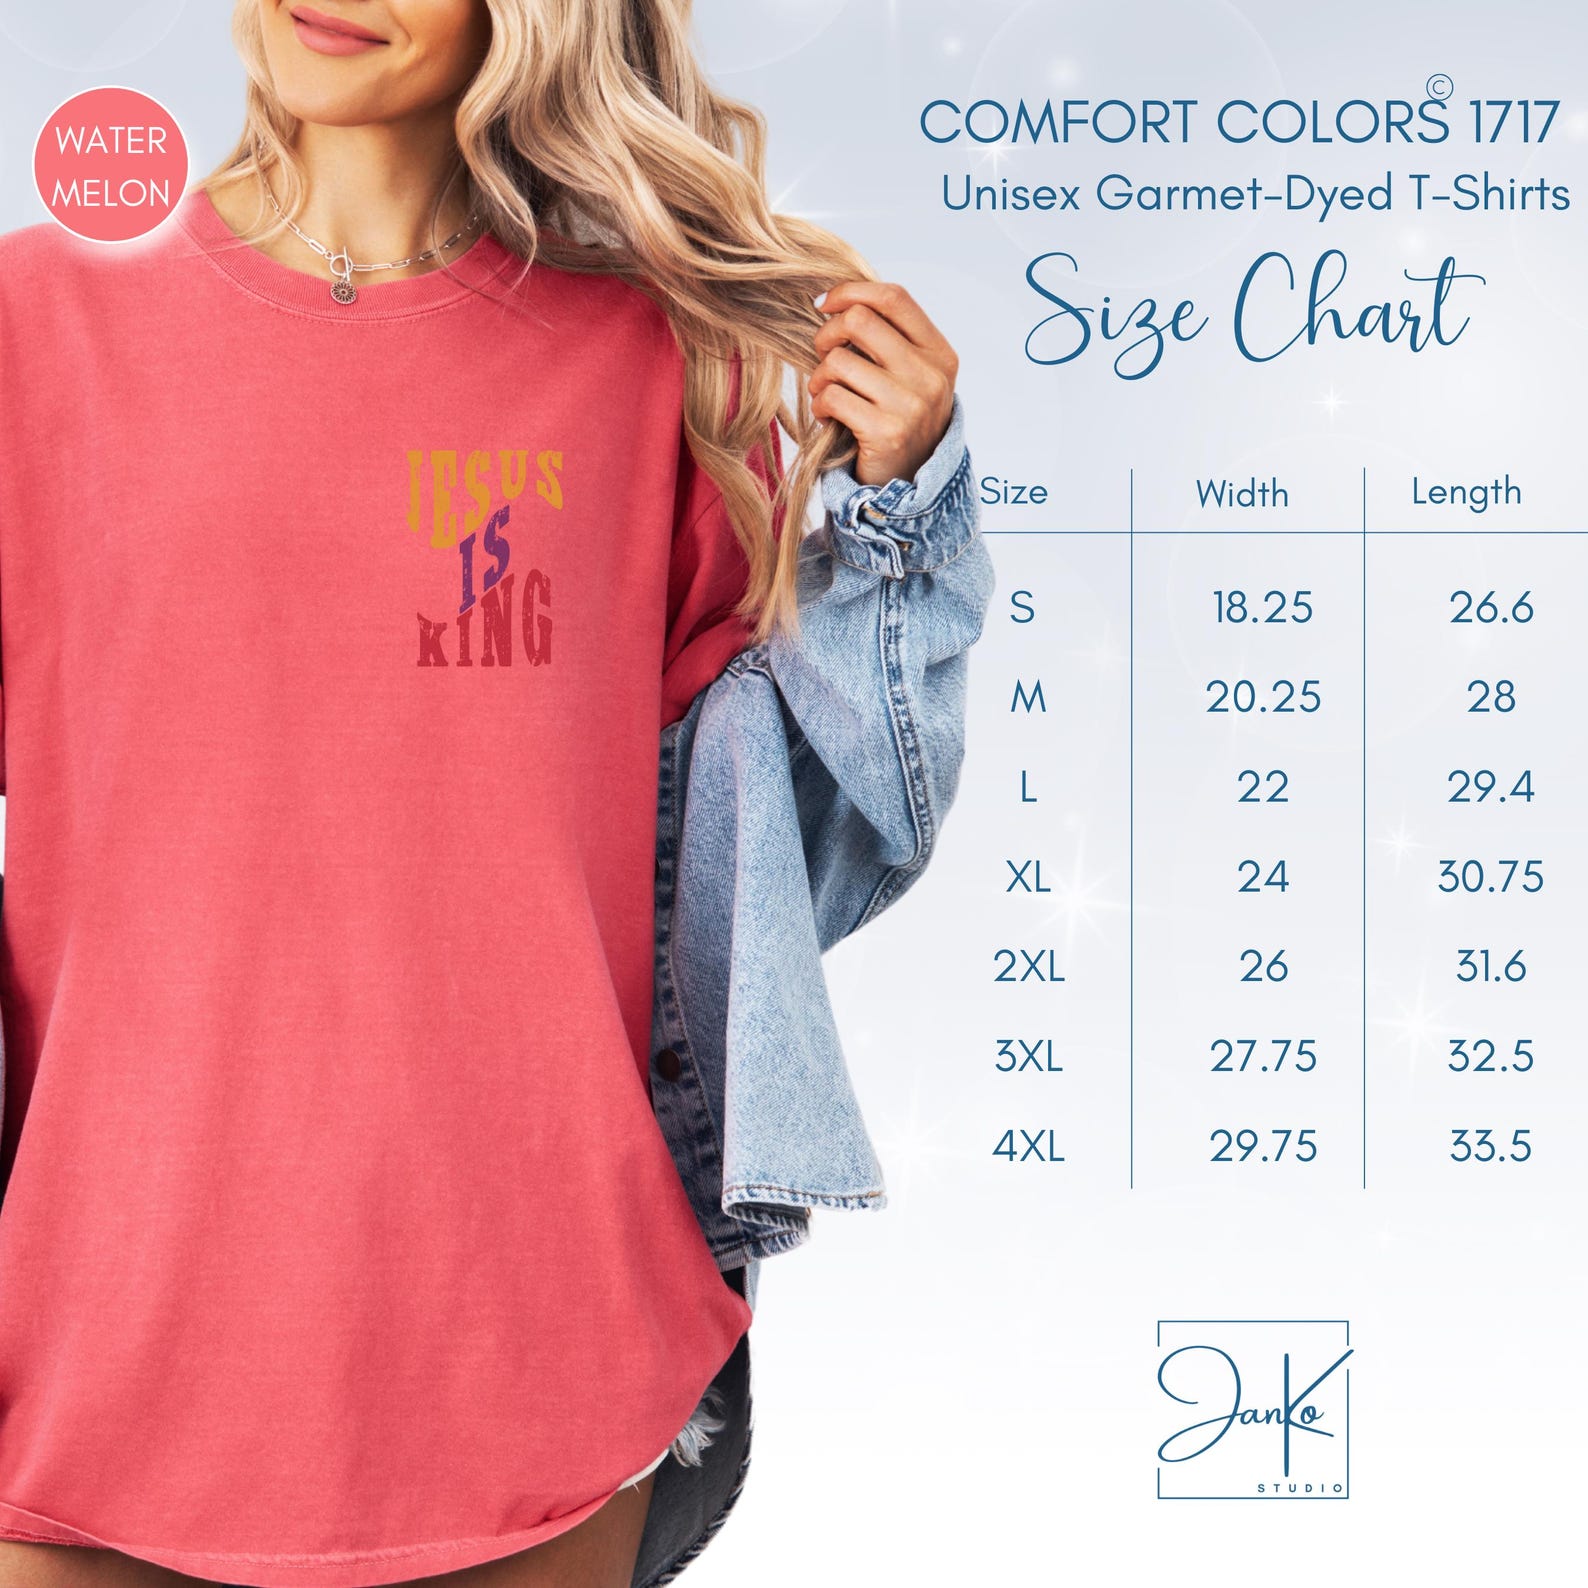 WATER
MELON
JESUS
IS
KING
©
COMFORT COLORS 1717
Unisex Garmet-Dyed T-Shirts
Size Chart
Size Width Length
S 18.25 26.6
M 20.25 28
L 22 29.4
XL 24 30.75
2XL 26 31.6
3XL 27.75 32.5
4XL 29.75 33.5
JanKo
STUDIO